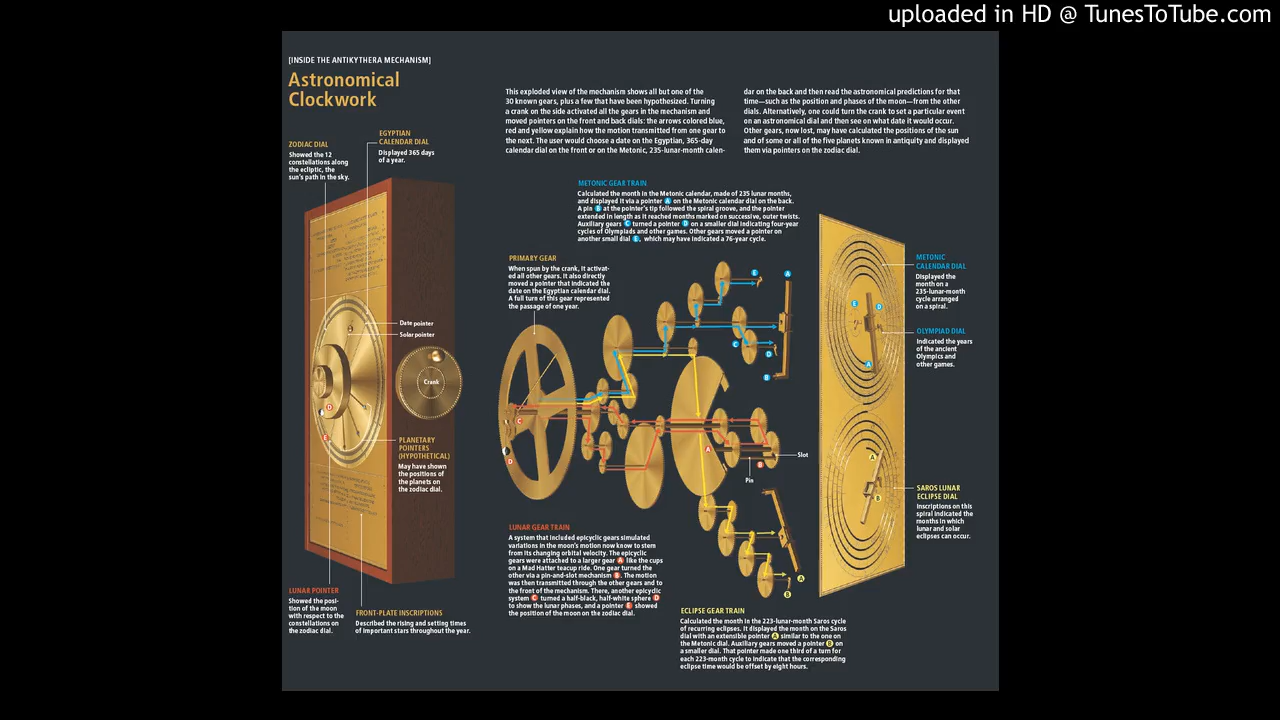 uploaded in HD @ TunesToTube.com
[INSIDE THE ANTIKYTHERA MECHANISM]
Astronomical
Clockwork
This exploded view of the mechanism shows all but one of the
30 known gears, plus a few that have been hypothesized. Turning
a crank on the side activated all the gears in the mechanism and
moved pointers on the front and back dials: the arrows colored blue,
red and yellow explain how the motion transmitted from one gear to
the next. The user would choose a date on the Egyptian, 365-day
calendar dial on the front or on the Metonic, 235-lunar-month calen-
dar on the back and then read the astronomical predictions for that
time—such as the position and phases of the moon—from the other
dials. Alternatively, one could turn the crank to set a particular event
on an astronomical dial and then see on what date it would occur.
Other gears, now lost, may have calculated the positions of the sun
and of some or all of the five planets known in antiquity and displayed
them via pointers on the zodiac dial.
ZODIAC DIAL
Showed the 12
constellations along
the ecliptic, the
sun's path in the sky.
EGYPTIAN
CALENDAR DIAL
Displayed 365 days
of a year.
METONIC GEAR TRAIN
Calculated the month in the Metonic calendar, made of 235 lunar months,
and displayed it via a pointer A on the Metonic calendar dial on the back.
A pin B at the pointer's tip followed the spiral groove, and the pointer
extended in length as it reached months marked on successive, outer twists.
Auxiliary gears C turned a pointer D on a smaller dial indicating four-year
cycles of Olympiads and other games. Other gears moved a pointer on
another small dial E, which may have indicated a 76-year cycle.
PRIMARY GEAR
When spun by the crank, it activat-
ed all other gears. It also directly
moved a pointer that indicated the
date on the Egyptian calendar dial.
A full turn of this gear represented
the passage of one year.
METONIC
CALENDAR DIAL
Displayed the
month on a
235-lunar-month
cycle arranged
on a spiral.
OLYMPIAD DIAL
Indicated the years
of the ancient
Olympics and
other games.
Date pointer
Solar pointer
Crank
PLANETARY
POINTERS
(HYPOTHETICAL)
May have shown
the positions of
the planets on
the zodiac dial.
Slot
Pin
SAROS LUNAR
ECLIPSE DIAL
Inscriptions on this
spiral indicated the
months in which
lunar and solar
eclipses can occur.
LUNAR GEAR TRAIN
A system that included epicyclic gears simulated
variations in the moon's motion now know to stem
from its changing orbital velocity. The epicyclic
gears were attached to a larger gear A like the cups
on a Mad Hatter teacup ride. One gear turned the
other via a pin-and-slot mechanism B. The motion
was then transmitted through the other gears and to
the front of the mechanism. There, another epicyclic
system C turned a half-black, half-white sphere D
to show the lunar phases, and a pointer E showed
the position of the moon on the zodiac dial.
LUNAR POINTER
Showed the posi-
tion of the moon
with respect to the
constellations on
the zodiac dial.
FRONT-PLATE INSCRIPTIONS
Described the rising and setting times
of important stars throughout the year.
ECLIPSE GEAR TRAIN
Calculated the month in the 223-lunar-month Saros cycle
of recurring eclipses. It displayed the month on the Saros
dial with an extensible pointer A similar to the one on
the Metonic dial. Auxiliary gears moved a pointer B on
a smaller dial. That pointer made one third of a turn for
each 223-month cycle to indicate that the corresponding
eclipse time would be offset by eight hours.